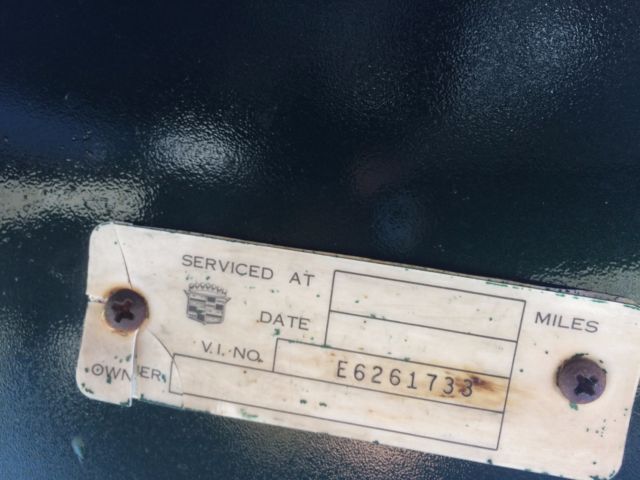 SERVICED AT
DATE
MILES
V.I. NO. E6261733
OWNER